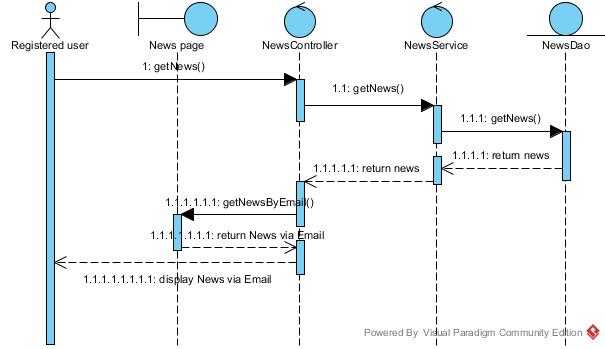 Registered user
News page
NewsController
NewsService
NewsDao
1: getNews()
1.1: getNews()
1.1.1: getNews()
1.1.1.1: return news
1.1.1.1.1: return news
1.1.1.1.1.1: getNewsByEmail()
1.1.1.1.1.1.1: return News via Email
1.1.1.1.1.1.1.1: display News via Email
Powered By Visual Paradigm Community Edition